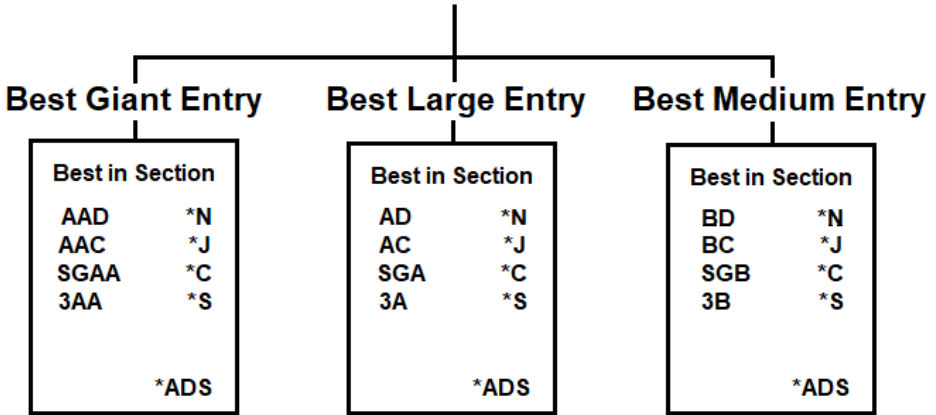 Best Giant Entry
Best in Section
AAD *N
AAC *J
SGAA *C
3AA *S
*ADS
Best Large Entry
Best in Section
AD *N
AC *J
SGA *C
3A *S
*ADS
Best Medium Entry
Best in Section
BD *N
BC *J
SGB *C
3B *S
*ADS